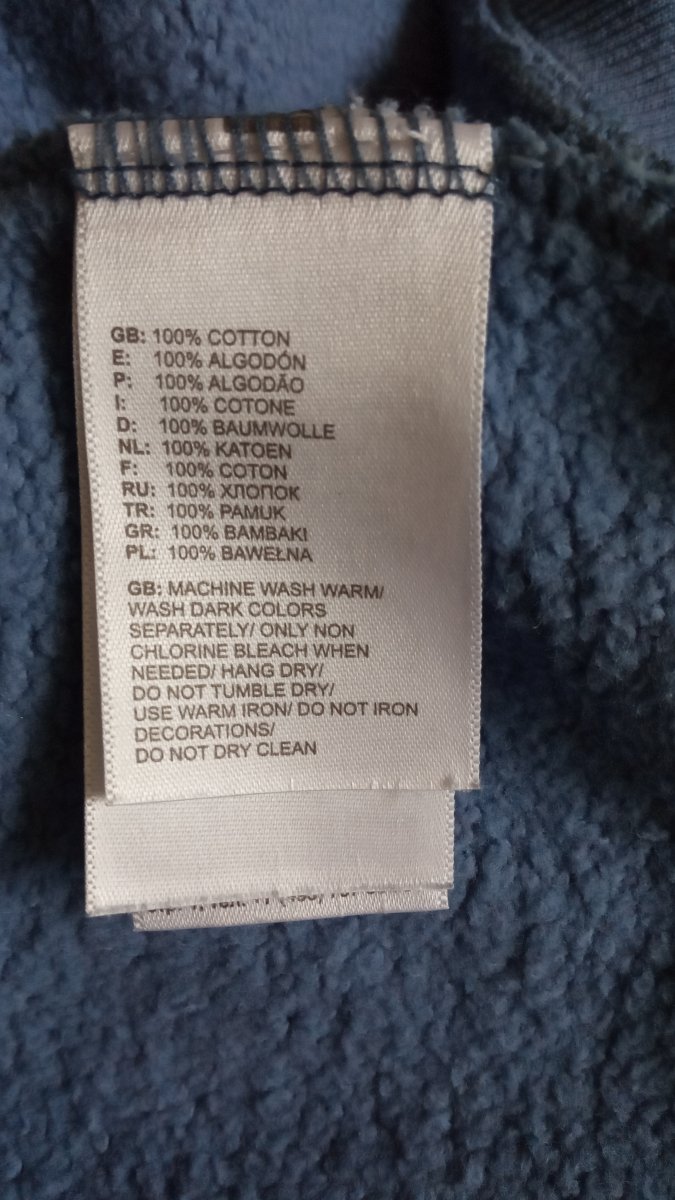 GB: 100% COTTON
E: 100% ALGODÓN
P: 100% ALGODÃO
I: 100% COTONE
D: 100% BAUMWOLLE
NL: 100% KATOEN
F: 100% COTON
RU: 100% ХЛОПОК
TR: 100% PAMUK
GR: 100% BAMBAKI
PL: 100% BAWEŁNA
GB: MACHINE WASH WARM/
WASH DARK COLORS
SEPARATELY/ ONLY NON
CHLORINE BLEACH WHEN
NEEDED/ HANG DRY/
DO NOT TUMBLE DRY/
USE WARM IRON/ DO NOT IRON
DECORATIONS/
DO NOT DRY CLEAN